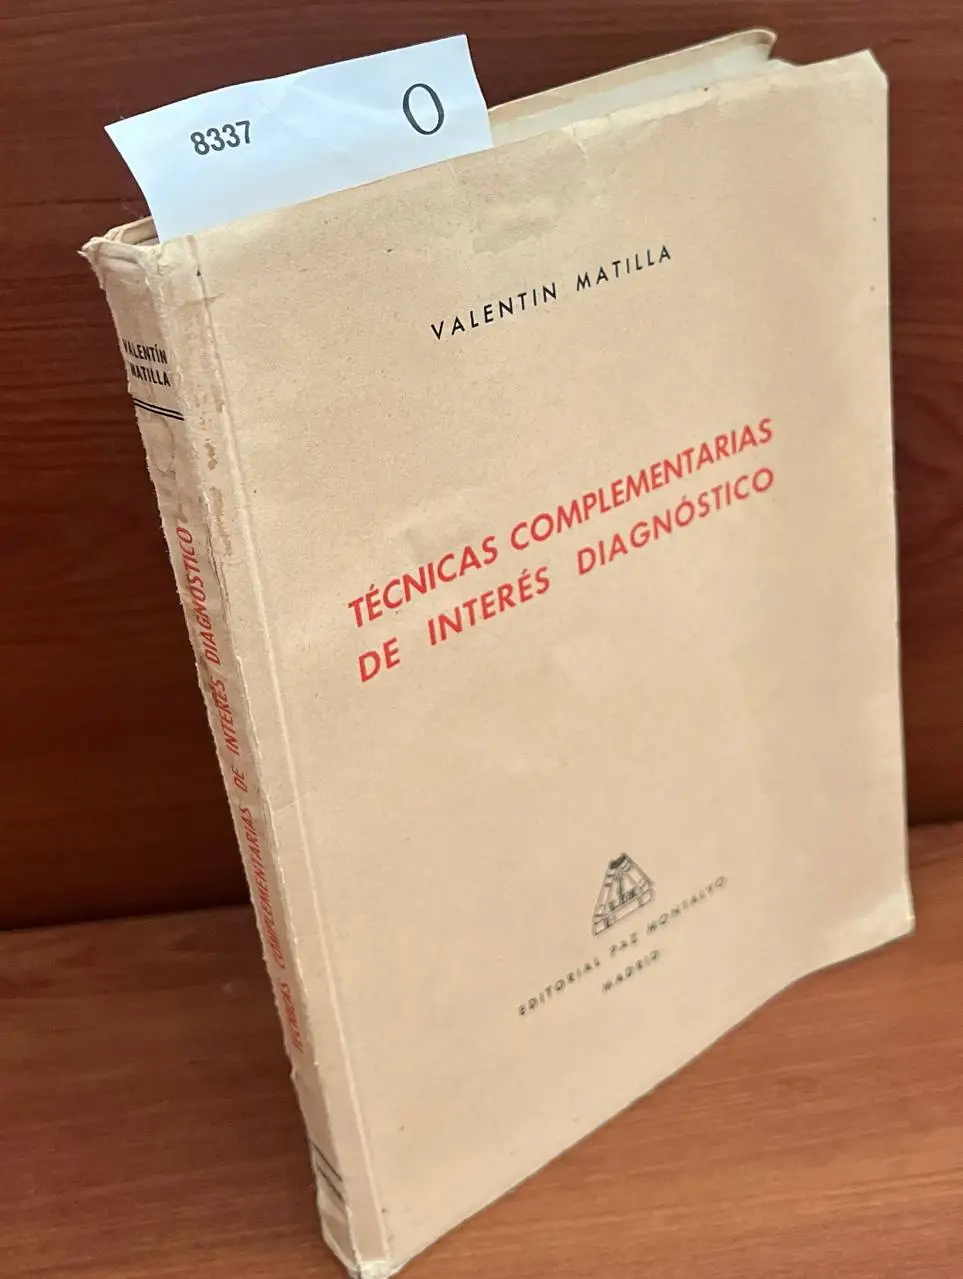 8337 O
VALENTIN MATILLA
TÉCNICAS COMPLEMENTARIAS
DE INTERÉS DIAGNÓSTICO
EDITORIAL PAZ MONTALVO
MADRID
VALENTÍN
MATILLA
TÉCNICAS COMPLEMENTARIAS DE INTERÉS DIAGNÓSTICO